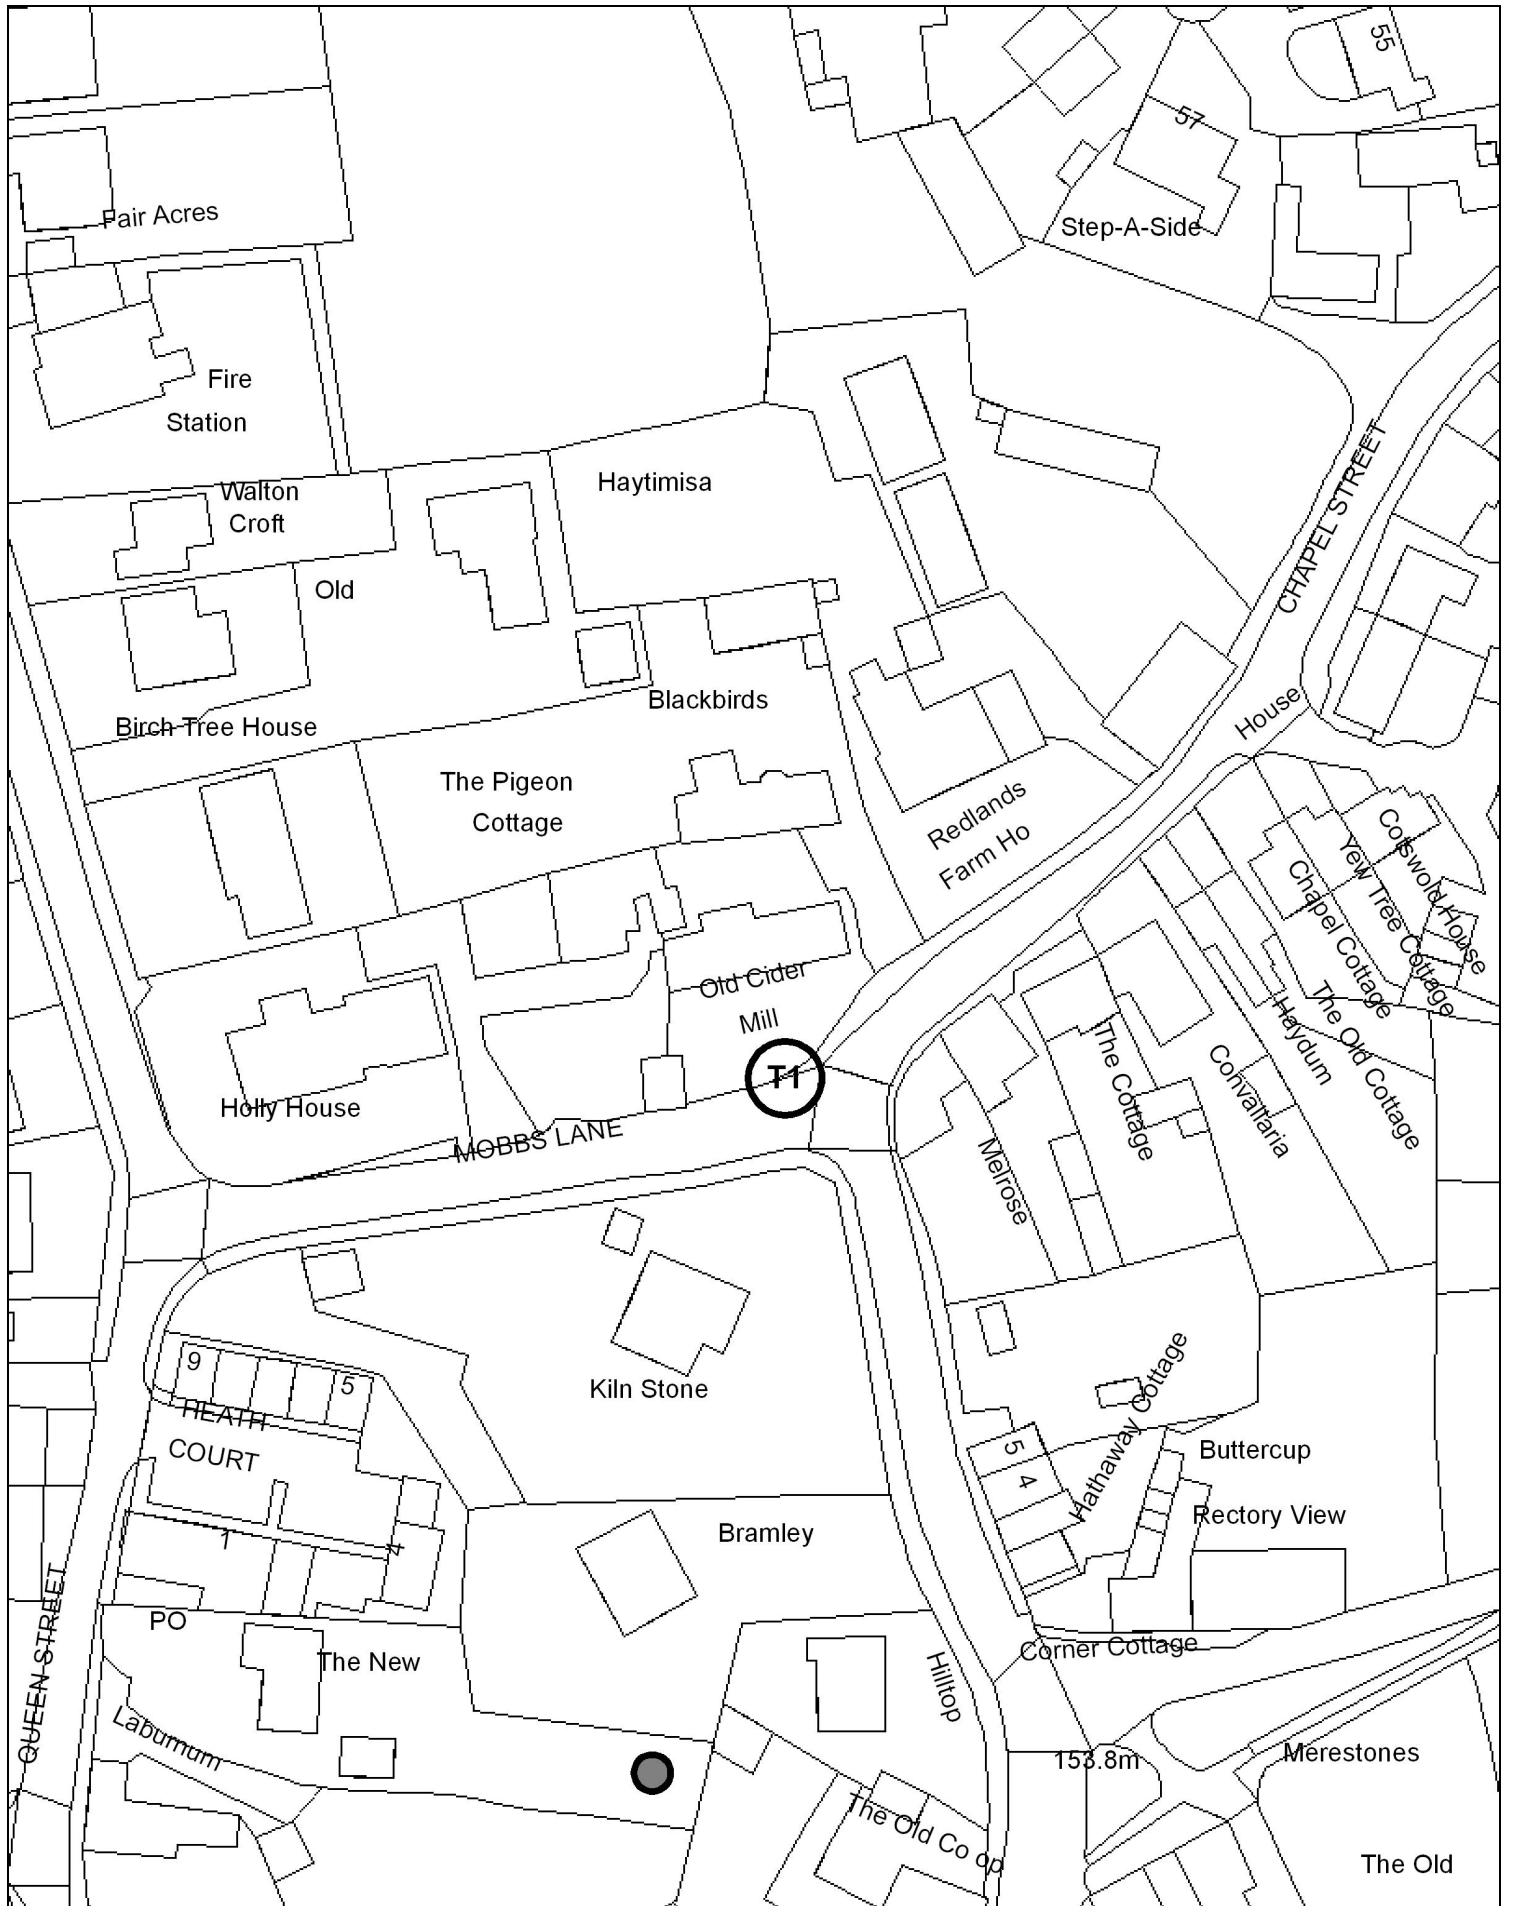 55
57
Fair Acres
Step-A-Side
Fire
Station
Haytimisa
Walton
Croft
CHAPEL STREET
Old
Blackbirds
House
Birch Tree House
The Pigeon
Cottage
Redlands
Farm Ho
Cotswold House
Yew Tree Cottage
Chapel Cottage
Old Cider
Mill
The Old Cottage
Haydum
Convallaria
The Cottage
T1
Holly House
MOBBS LANE
Melrose
9
5
Kiln Stone
Hathaway Cottage
HEATH
COURT
5
4
Buttercup
Rectory View
1
4
Bramley
PO
QUEEN STREET
The New
Hilltop
Corner Cottage
Laburnum
153.8m
Merestones
The Old Co op
The Old